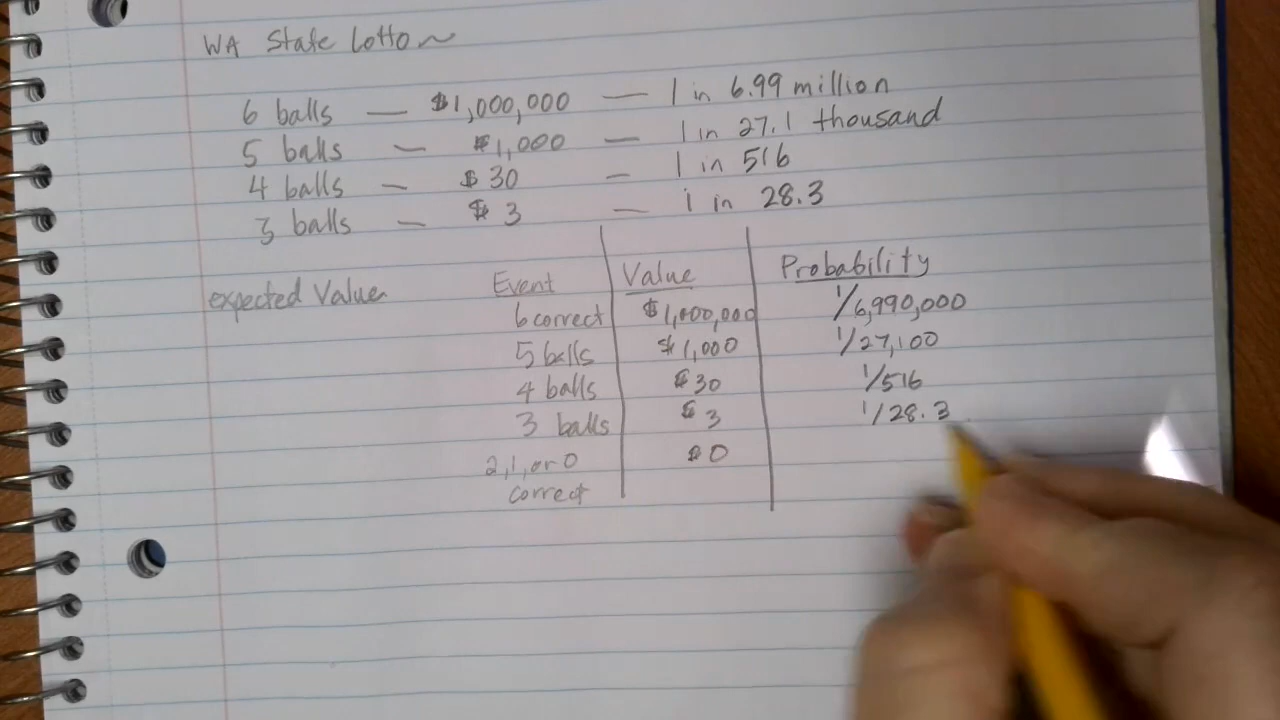 WA State Lotto
6 balls — $1,000,000 — 1 in 6.99 million
5 balls — $1,000 — 1 in 27.1 thousand
4 balls — $30 — 1 in 516
3 balls — $3 — 1 in 28.3
expected Value Event Value Probability
6 correct $1,000,000 1/6,990,000
5 balls $1,000 1/27,100
4 balls $30 1/516
3 balls $3 1/28.3
2,1, or 0 $0
correct